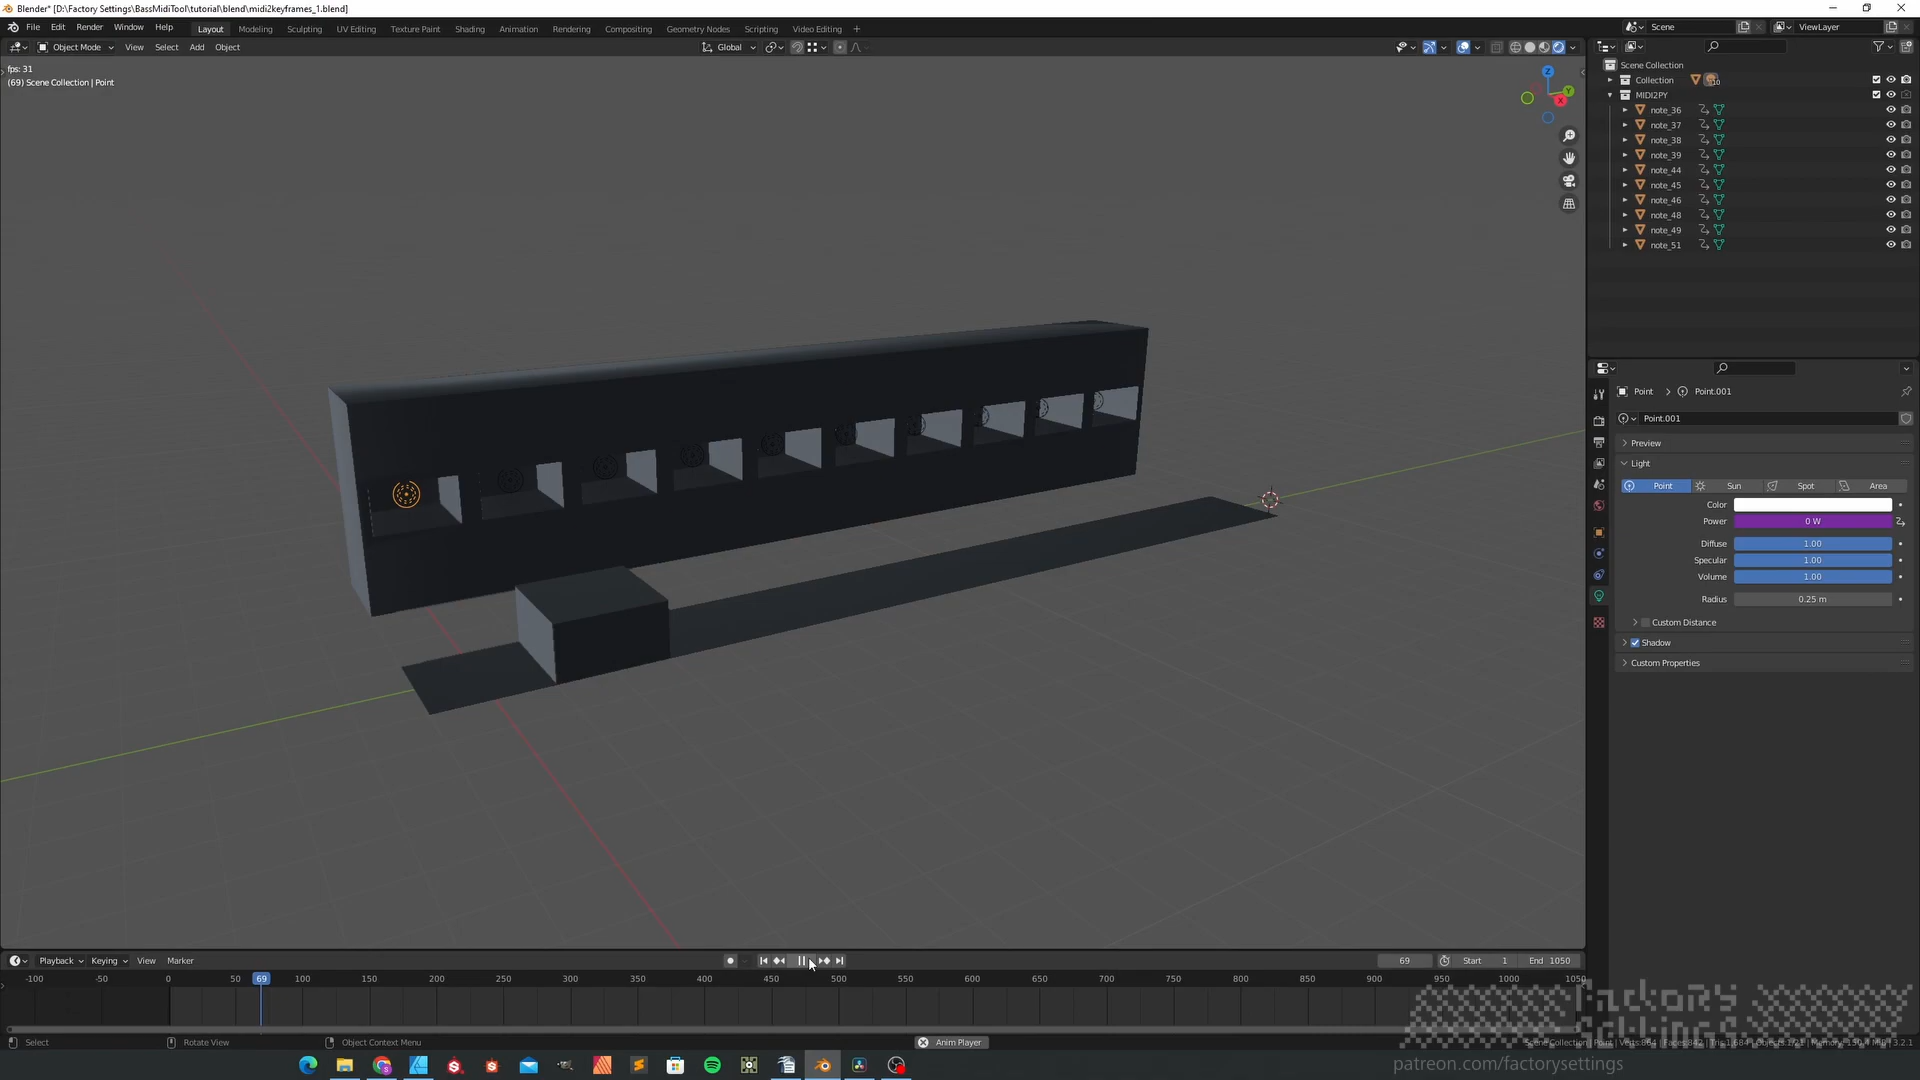 Blender* [D:\Factory Settings\BassMidiTool\tutorial\blend\midi2keyframes_1.blend]
File Edit Render Window Help Layout Modeling Sculpting UV Editing Texture Paint Shading Animation Rendering Compositing Geometry Nodes Scripting Video Editing + Scene ViewLayer
Object Mode View Select Add Object Global
fps: 31
(69) Scene Collection | Point
Z Y X
Scene Collection
Collection 10
MIDI2PY
note_36
note_37
note_38
note_39
note_44
note_45
note_46
note_48
note_49
note_51
Point > Point.001
Point.001
Preview
Light
Point Sun Spot Area
Color
Power 0 W
Diffuse 1.00
Specular 1.00
Volume 1.00
Radius 0.25 m
Custom Distance
Shadow
Custom Properties
Playback Keying View Marker 69 Start 1 End 1050
-100 -50 0 50 69 100 150 200 250 300 350 400 450 500 550 600 650 700 750 800 850 900 950 1000 1050
Factory
Settings
Select Rotate View Object Context Menu Anim Player
patreon.com/factorysettings